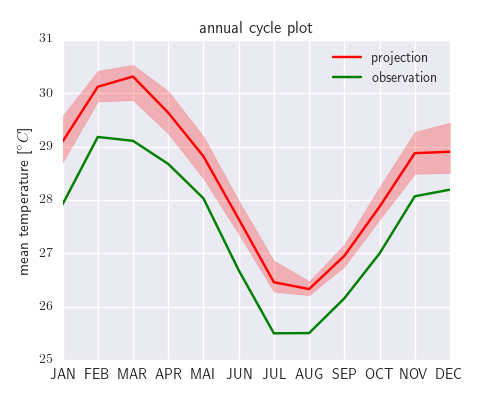 annual cycle plot
31
30
29
28
27
26
25
mean temperature [°C]
projection
observation
JAN FEB MAR APR MAI JUN JUL AUG SEP OCT NOV DEC